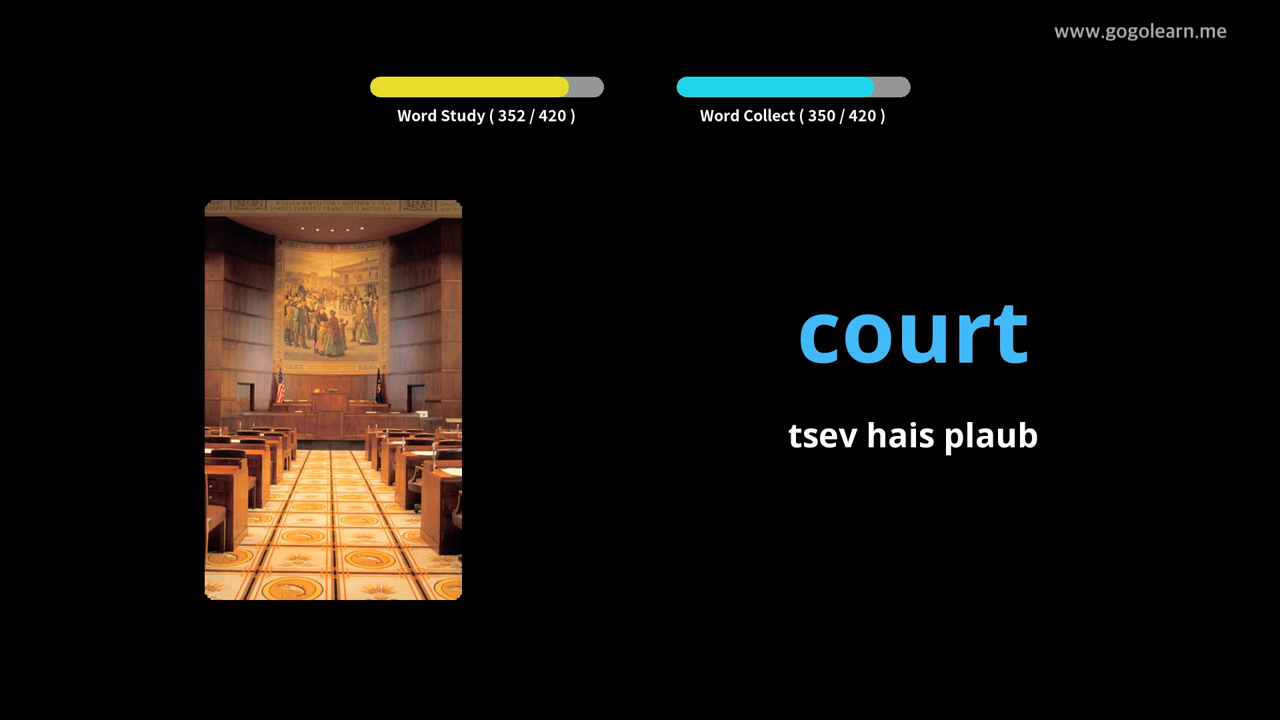 www.gogolearn.me
Word Study ( 352 / 420 )
Word Collect ( 350 / 420 )
court
tsev hais plaub